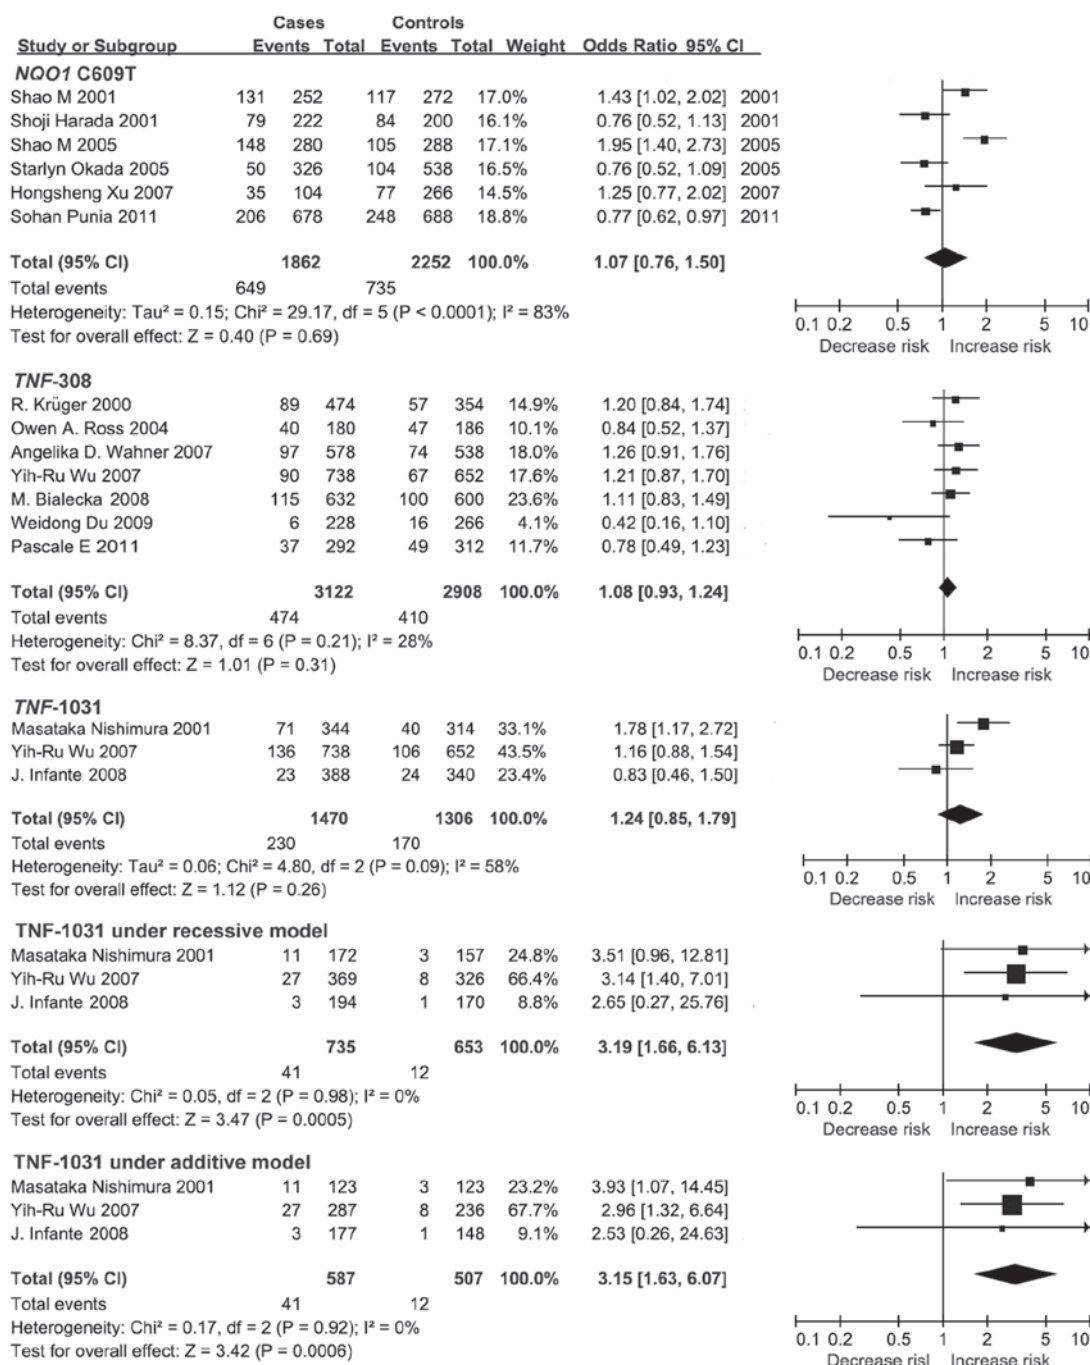 Cases Controls
Study or Subgroup Events Total Events Total Weight Odds Ratio 95% CI
NQO1 C609T
Shao M 2001 131 252 117 272 17.0% 1.43 [1.02, 2.02] 2001
Shoji Harada 2001 79 222 84 200 16.1% 0.76 [0.52, 1.13] 2001
Shao M 2005 148 280 105 288 17.1% 1.95 [1.40, 2.73] 2005
Starlyn Okada 2005 50 326 104 538 16.5% 0.76 [0.52, 1.09] 2005
Hongsheng Xu 2007 35 104 77 266 14.5% 1.25 [0.77, 2.02] 2007
Sohan Punia 2011 206 678 248 688 18.8% 0.77 [0.62, 0.97] 2011
Total (95% CI) 1862 2252 100.0% 1.07 [0.76, 1.50]
Total events 649 735
Heterogeneity: Tau² = 0.15; Chi² = 29.17, df = 5 (P < 0.0001); I² = 83%
Test for overall effect: Z = 0.40 (P = 0.69)
0.1 0.2 0.5 1 2 5 10
Decrease risk Increase risk
TNF-308
R. Krüger 2000 89 474 57 354 14.9% 1.20 [0.84, 1.74]
Owen A. Ross 2004 40 180 47 186 10.1% 0.84 [0.52, 1.37]
Angelika D. Wahner 2007 97 578 74 538 18.0% 1.26 [0.91, 1.76]
Yih-Ru Wu 2007 90 738 67 652 17.6% 1.21 [0.87, 1.70]
M. Bialecka 2008 115 632 100 600 23.6% 1.11 [0.83, 1.49]
Weidong Du 2009 6 228 16 266 4.1% 0.42 [0.16, 1.10]
Pascale E 2011 37 292 49 312 11.7% 0.78 [0.49, 1.23]
Total (95% CI) 3122 2908 100.0% 1.08 [0.93, 1.24]
Total events 474 410
Heterogeneity: Chi² = 8.37, df = 6 (P = 0.21); I² = 28%
Test for overall effect: Z = 1.01 (P = 0.31)
0.1 0.2 0.5 1 2 5 10
Decrease risk Increase risk
TNF-1031
Masataka Nishimura 2001 71 344 40 314 33.1% 1.78 [1.17, 2.72]
Yih-Ru Wu 2007 136 738 106 652 43.5% 1.16 [0.88, 1.54]
J. Infante 2008 23 388 24 340 23.4% 0.83 [0.46, 1.50]
Total (95% CI) 1470 1306 100.0% 1.24 [0.85, 1.79]
Total events 230 170
Heterogeneity: Tau² = 0.06; Chi² = 4.80, df = 2 (P = 0.09); I² = 58%
Test for overall effect: Z = 1.12 (P = 0.26)
0.1 0.2 0.5 1 2 5 10
Decrease risk Increase risk
TNF-1031 under recessive model
Masataka Nishimura 2001 11 172 3 157 24.8% 3.51 [0.96, 12.81]
Yih-Ru Wu 2007 27 369 8 326 66.4% 3.14 [1.40, 7.01]
J. Infante 2008 3 194 1 170 8.8% 2.65 [0.27, 25.76]
Total (95% CI) 735 653 100.0% 3.19 [1.66, 6.13]
Total events 41 12
Heterogeneity: Chi² = 0.05, df = 2 (P = 0.98); I² = 0%
Test for overall effect: Z = 3.47 (P = 0.0005)
0.1 0.2 0.5 1 2 5 10
Decrease risk Increase risk
TNF-1031 under additive model
Masataka Nishimura 2001 11 123 3 123 23.2% 3.93 [1.07, 14.45]
Yih-Ru Wu 2007 27 287 8 236 67.7% 2.96 [1.32, 6.64]
J. Infante 2008 3 177 1 148 9.1% 2.53 [0.26, 24.63]
Total (95% CI) 587 507 100.0% 3.15 [1.63, 6.07]
Total events 41 12
Heterogeneity: Chi² = 0.17, df = 2 (P = 0.92); I² = 0%
Test for overall effect: Z = 3.42 (P = 0.0006)
0.1 0.2 0.5 1 2 5 10
Decrease risl Increase risk